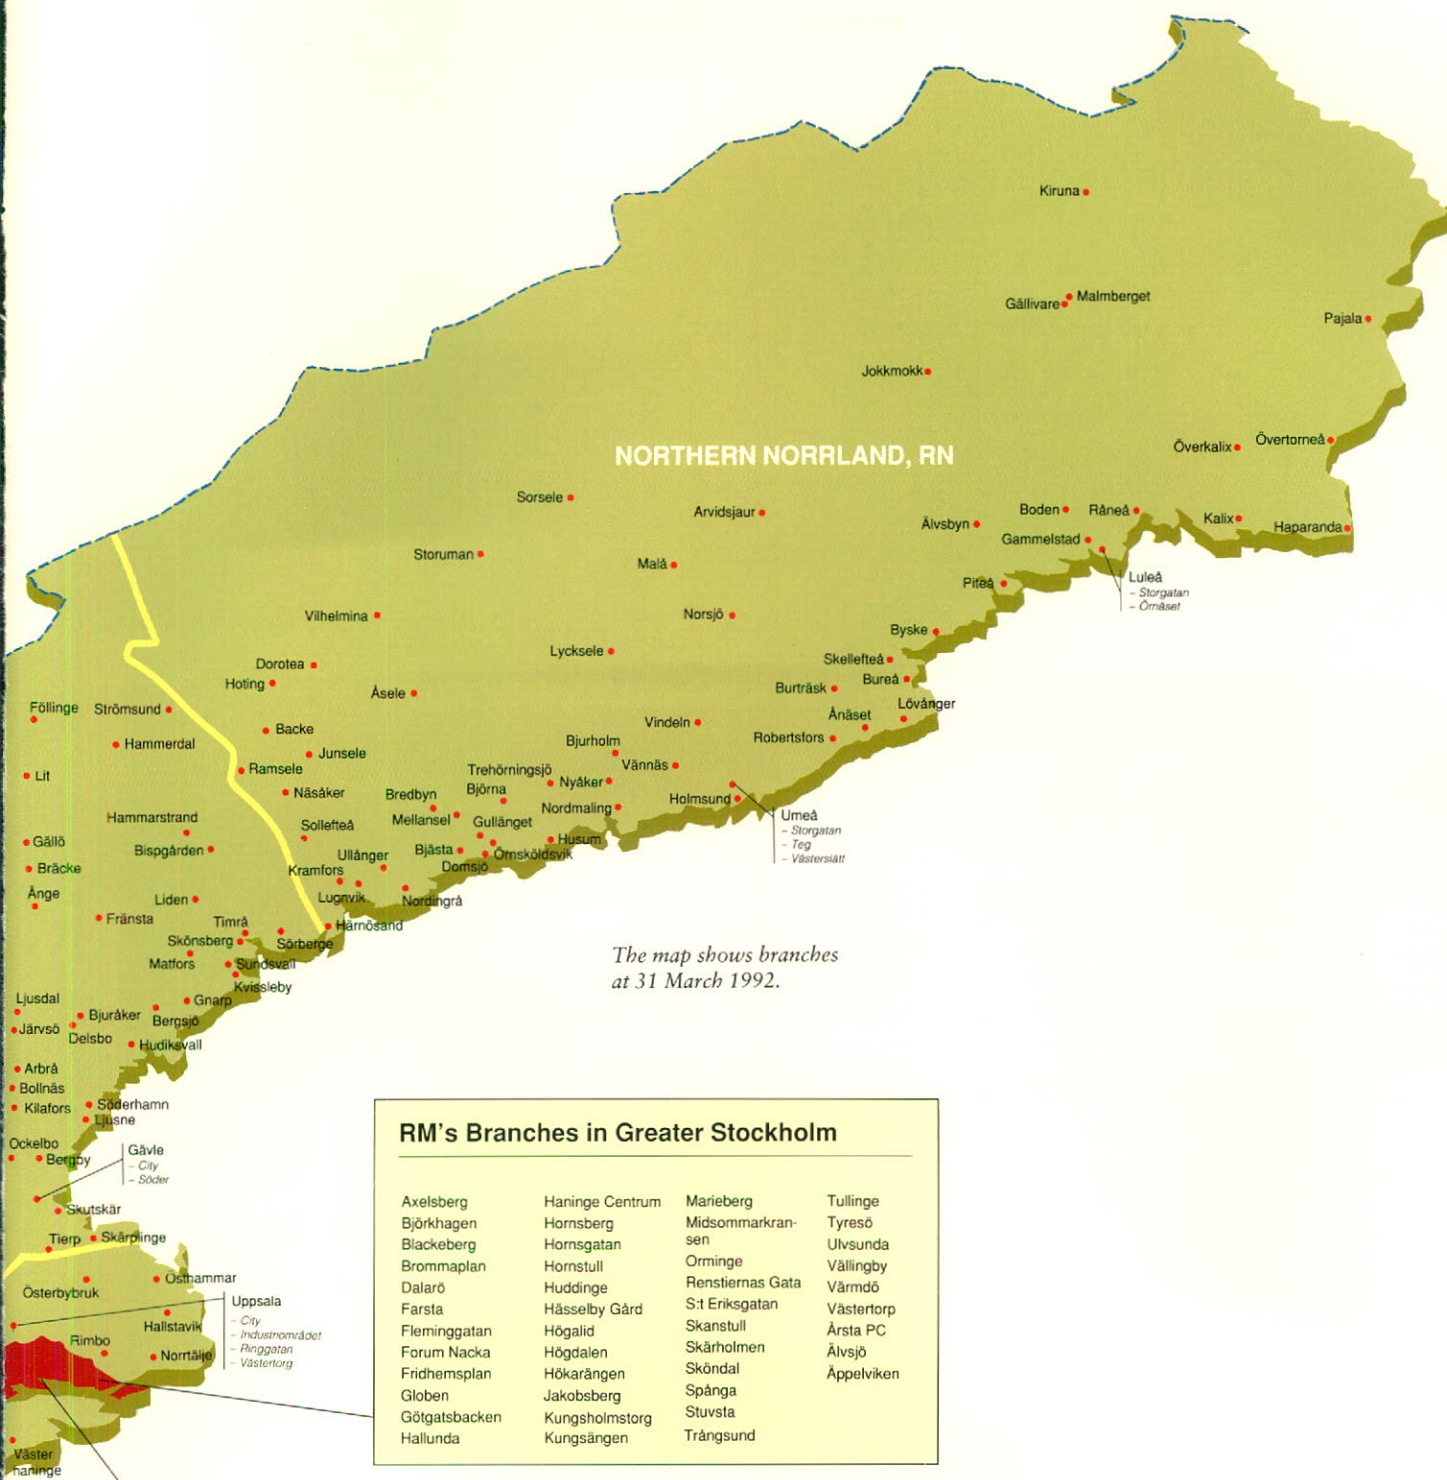 Kiruna
Malmberget
Gällivare
Pajala
Jokkmokk
Övertorneå
Överkalix
NORTHERN NORRLAND, RN
Sorsele
Arvidsjaur
Boden
Råneå
Kalix
Älvsbyn
Haparanda
Gammelstad
Storuman
Malå
Piteå
Luleå
– Storgatan
– Örnäset
Vilhelmina
Norsjö
Byske
Lycksele
Skellefteå
Dorotea
Bureå
Hoting
Åsele
Burträsk
Lövånger
Föllinge
Strömsund
Ånäset
Vindeln
Backe
Robertsfors
Hammerdal
Bjurholm
Junsele
Vännäs
Ramsele
Trehörningsjö
Lit
Nyåker
Näsåker
Björna
Bredbyn
Holmsund
Nordmaling
Umeå
– Storgatan
– Teg
– Västerslätt
Hammarstrand
Mellansel
Gullänget
Sollefteå
Gällö
Husum
Bispgården
Bjästa
Örnsköldsvik
Ullånger
Domsjö
Bräcke
Kramfors
Ånge
Liden
Lugnvik
Nordingrå
Fränsta
Timrå
Härnösand
Skönsberg
Sörberge
Matfors
Sundsvall
Kvissleby
The map shows branches
at 31 March 1992.
Ljusdal
Gnarp
Bjuråker
Bergsjö
Järvsö
Delsbo
Hudiksvall
Arbrå
Bollnäs
Kilafors
Söderhamn
Ljusne
Ockelbo
Bergby
Gävle
– City
– Söder
Skutskär
Tierp
Skärplinge
Östhammar
Österbybruk
Uppsala
– City
– Industriområdet
– Ringgatan
– Västertorg
Hallstavik
Rimbo
Norrtälje
Väster
haninge
RM's Branches in Greater Stockholm
Axelsberg
Björkhagen
Blackeberg
Brommaplan
Dalarö
Farsta
Fleminggatan
Forum Nacka
Fridhemsplan
Globen
Götgatsbacken
Hallunda
Haninge Centrum
Hornsberg
Hornsgatan
Hornstull
Huddinge
Hässelby Gård
Högalid
Högdalen
Hökarängen
Jakobsberg
Kungsholmstorg
Kungsängen
Marieberg
Midsommarkran-
sen
Orminge
Renstiernas Gata
S:t Eriksgatan
Skanstull
Skärholmen
Sköndal
Spånga
Stuvsta
Trångsund
Tullinge
Tyresö
Ulvsunda
Vällingby
Värmdö
Västertorp
Årsta PC
Älvsjö
Äppelviken